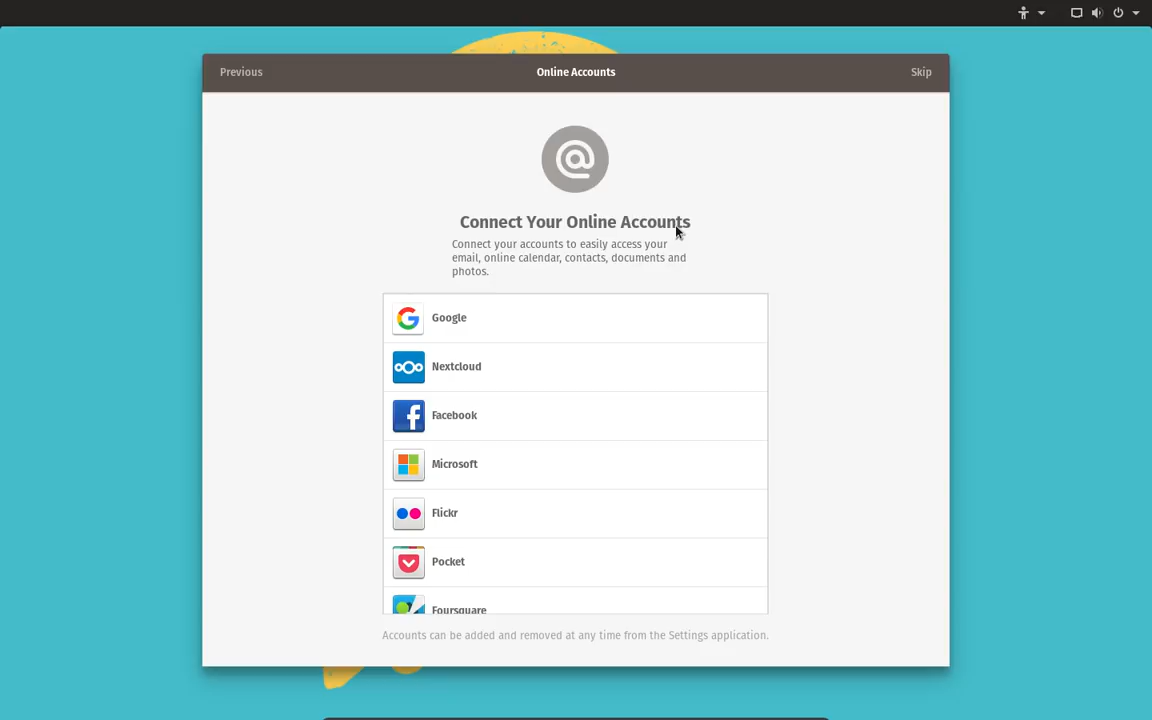 Previous
Online Accounts
Skip
Connect Your Online Accounts
Connect your accounts to easily access your
email, online calendar, contacts, documents and
photos.
Google
Nextcloud
Facebook
Microsoft
Flickr
Pocket
Foursquare
Accounts can be added and removed at any time from the Settings application.